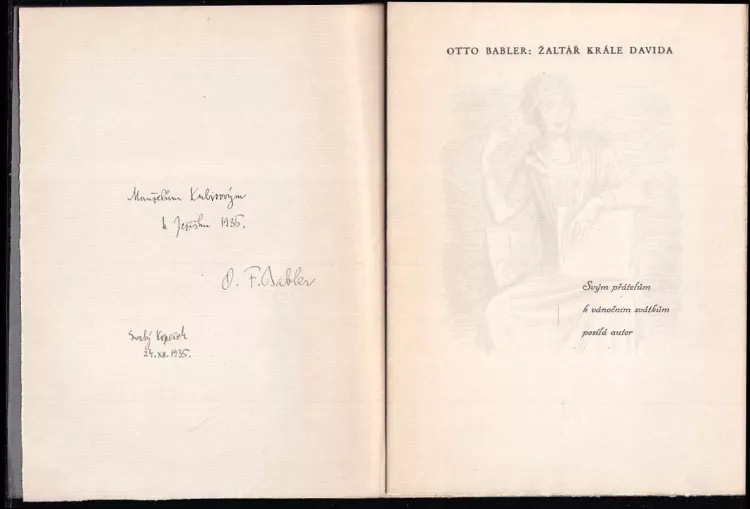 Manželům Kubisovým
k Ježíšku 1935.
O. F. Babler
Svatý Kopeček
24. XII. 1935.
OTTO BABLER: ŽALTÁŘ KRÁLE DAVIDA
Svým přátelům
k vánočním svátkům
posílá autor